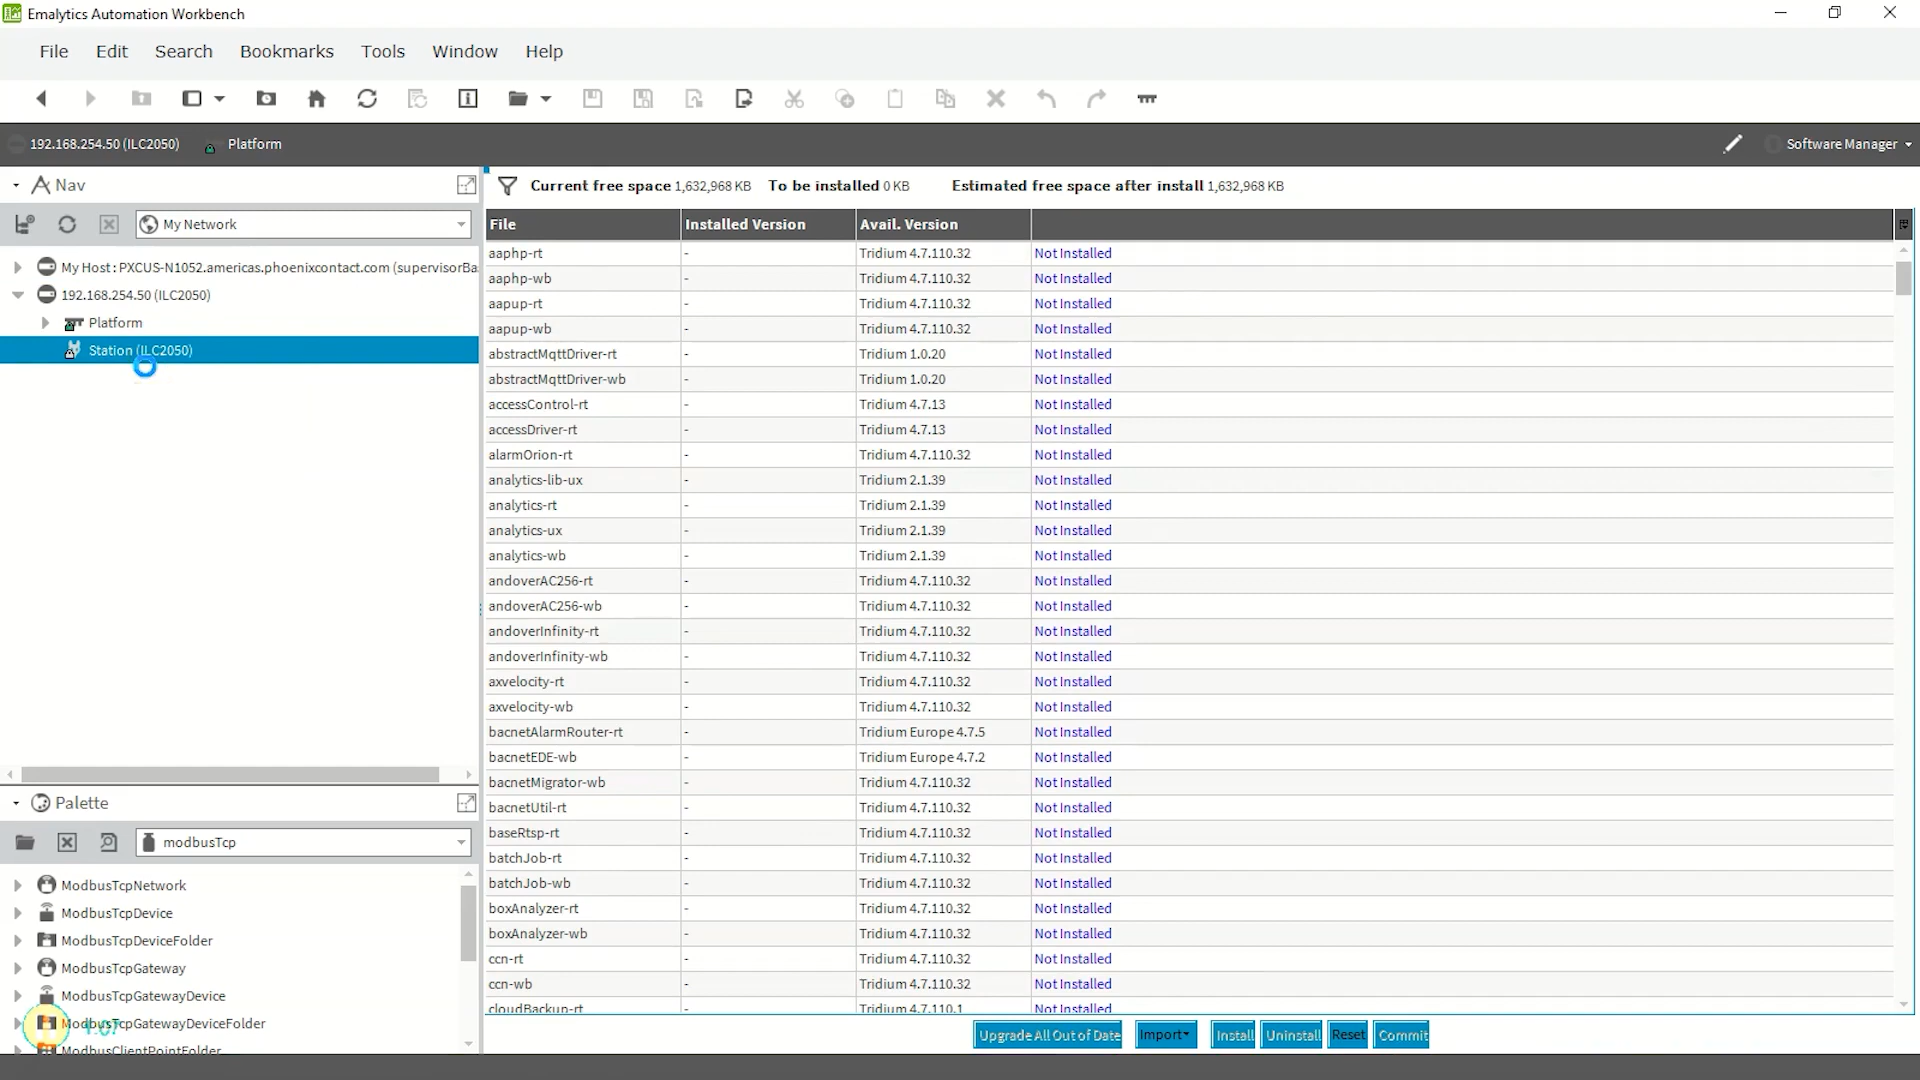 Emalytics Automation Workbench
File Edit Search Bookmarks Tools Window Help
192.168.254.50 (ILC2050) Platform Software Manager
Nav
My Network
My Host : PXCUS-N1052.americas.phoenixcontact.com (supervisorBa
192.168.254.50 (ILC2050)
Platform
Station (ILC2050)
Palette
modbusTcp
ModbusTcpNetwork
ModbusTcpDevice
ModbusTcpDeviceFolder
ModbusTcpGateway
ModbusTcpGatewayDevice
ModbusTcpGatewayDeviceFolder
1:07
ModbusClientPointFolder
Current free space 1,632,968 KB To be installed 0 KB Estimated free space after install 1,632,968 KB
File Installed Version Avail. Version
aaphp-rt - Tridium 4.7.110.32 Not Installed
aaphp-wb - Tridium 4.7.110.32 Not Installed
aapup-rt - Tridium 4.7.110.32 Not Installed
aapup-wb - Tridium 4.7.110.32 Not Installed
abstractMqttDriver-rt - Tridium 1.0.20 Not Installed
abstractMqttDriver-wb - Tridium 1.0.20 Not Installed
accessControl-rt - Tridium 4.7.13 Not Installed
accessDriver-rt - Tridium 4.7.13 Not Installed
alarmOrion-rt - Tridium 4.7.110.32 Not Installed
analytics-lib-ux - Tridium 2.1.39 Not Installed
analytics-rt - Tridium 2.1.39 Not Installed
analytics-ux - Tridium 2.1.39 Not Installed
analytics-wb - Tridium 2.1.39 Not Installed
andoverAC256-rt - Tridium 4.7.110.32 Not Installed
andoverAC256-wb - Tridium 4.7.110.32 Not Installed
andoverInfinity-rt - Tridium 4.7.110.32 Not Installed
andoverInfinity-wb - Tridium 4.7.110.32 Not Installed
axvelocity-rt - Tridium 4.7.110.32 Not Installed
axvelocity-wb - Tridium 4.7.110.32 Not Installed
bacnetAlarmRouter-rt - Tridium Europe 4.7.5 Not Installed
bacnetEDE-wb - Tridium Europe 4.7.2 Not Installed
bacnetMigrator-wb - Tridium 4.7.110.32 Not Installed
bacnetUtil-rt - Tridium 4.7.110.32 Not Installed
baseRtsp-rt - Tridium 4.7.110.32 Not Installed
batchJob-rt - Tridium 4.7.110.32 Not Installed
batchJob-wb - Tridium 4.7.110.32 Not Installed
boxAnalyzer-rt - Tridium 4.7.110.32 Not Installed
boxAnalyzer-wb - Tridium 4.7.110.32 Not Installed
ccn-rt - Tridium 4.7.110.32 Not Installed
ccn-wb - Tridium 4.7.110.32 Not Installed
cloudBackup-rt - Tridium 4.7.110.1 Not Installed
Upgrade All Out of Date Import Install Uninstall Reset Commit